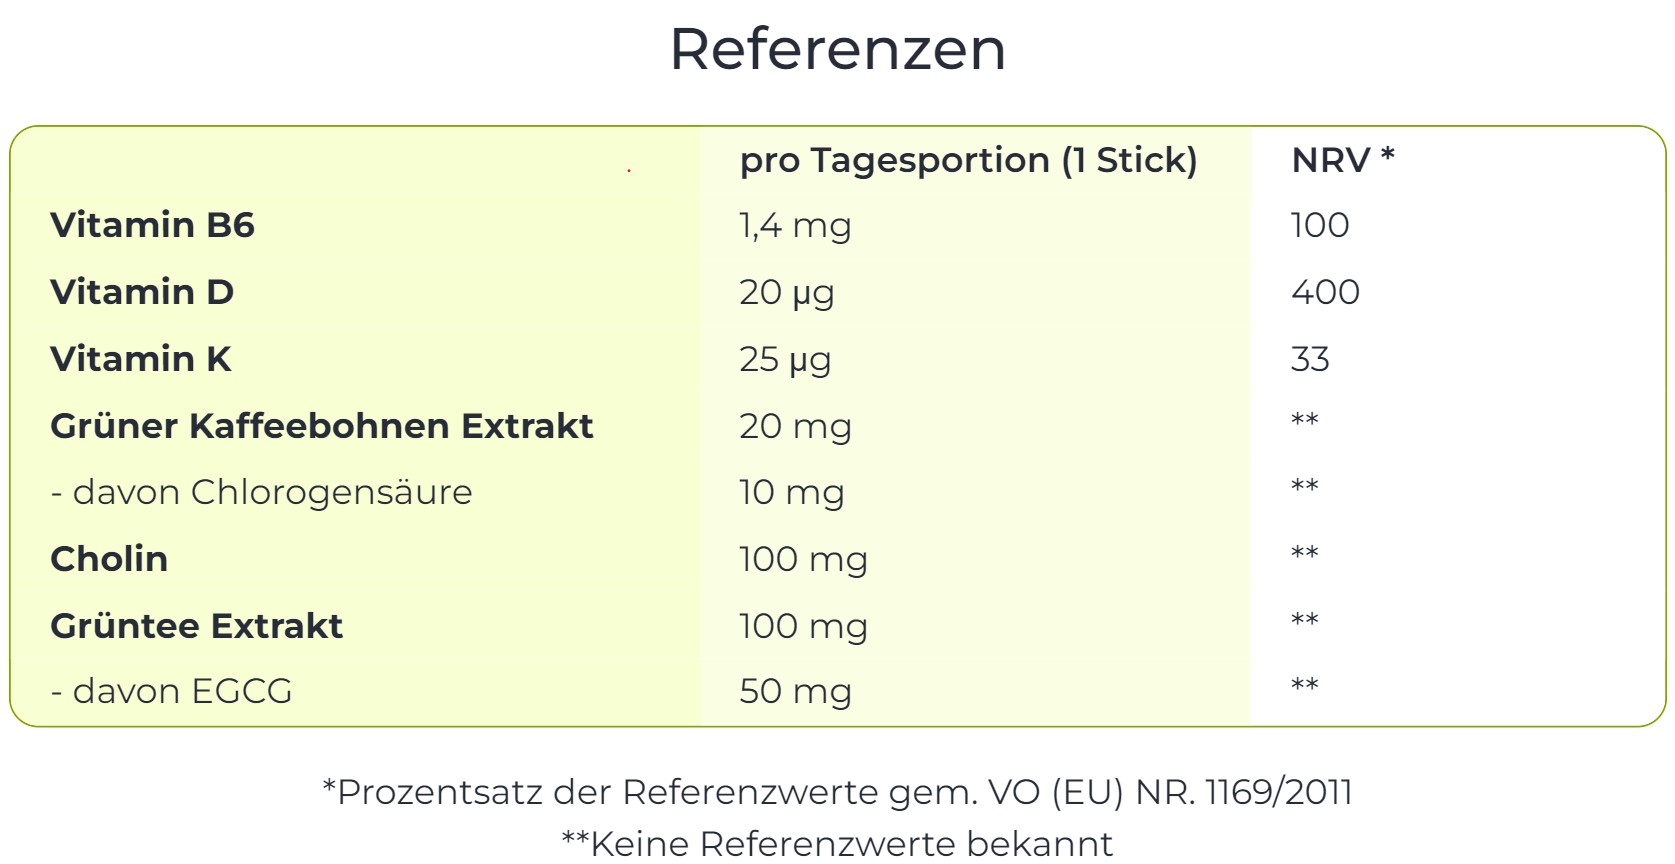 Referenzen
pro Tagesportion (1 Stick) NRV *
Vitamin B6 1,4 mg 100
Vitamin D 20 µg 400
Vitamin K 25 µg 33
Grüner Kaffeebohnen Extrakt 20 mg **
- davon Chlorogensäure 10 mg **
Cholin 100 mg **
Grüntee Extrakt 100 mg **
- davon EGCG 50 mg **
*Prozentsatz der Referenzwerte gem. VO (EU) NR. 1169/2011
**Keine Referenzwerte bekannt